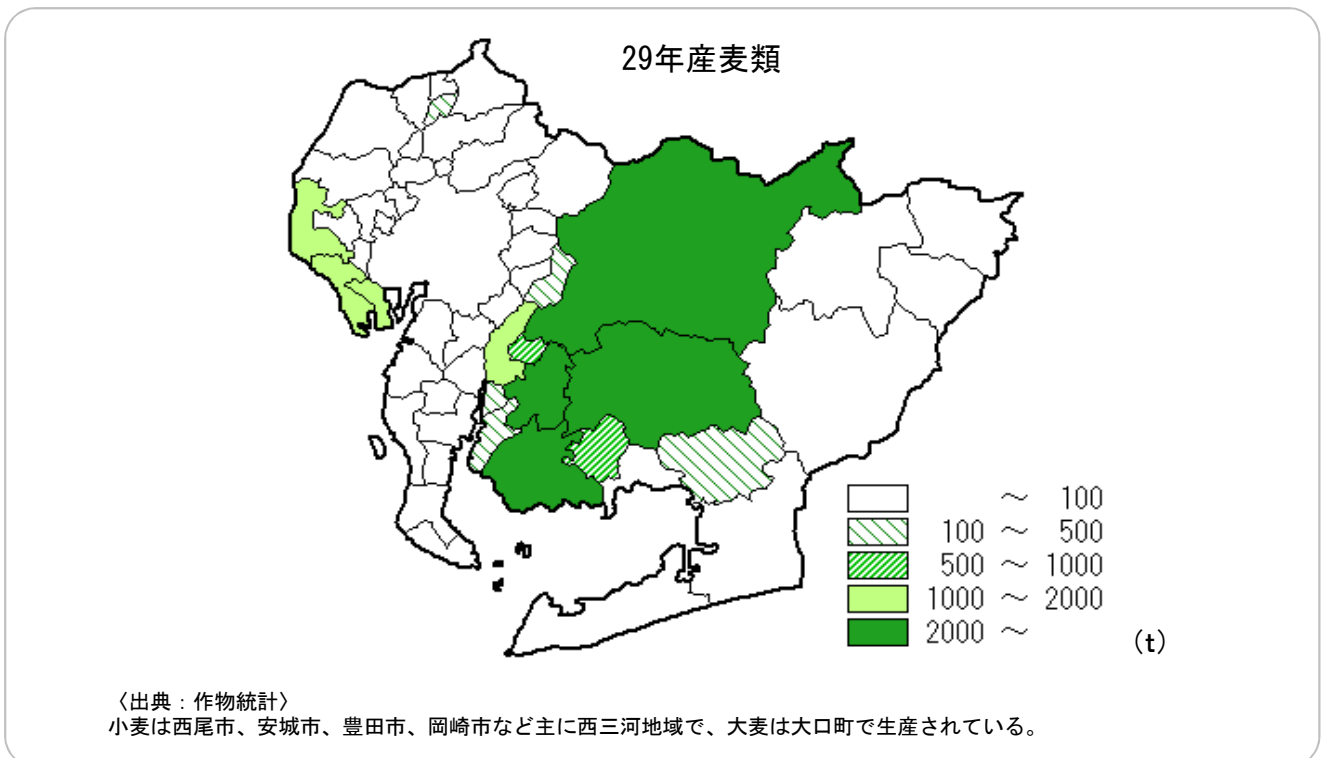 29年産麦類
～ 100
100 ～ 500
500 ～ 1000
1000 ～ 2000
2000 ～
（t）
〈出典：作物統計〉
小麦は西尾市、安城市、豊田市、岡崎市など主に西三河地域で、大麦は大口町で生産されている。